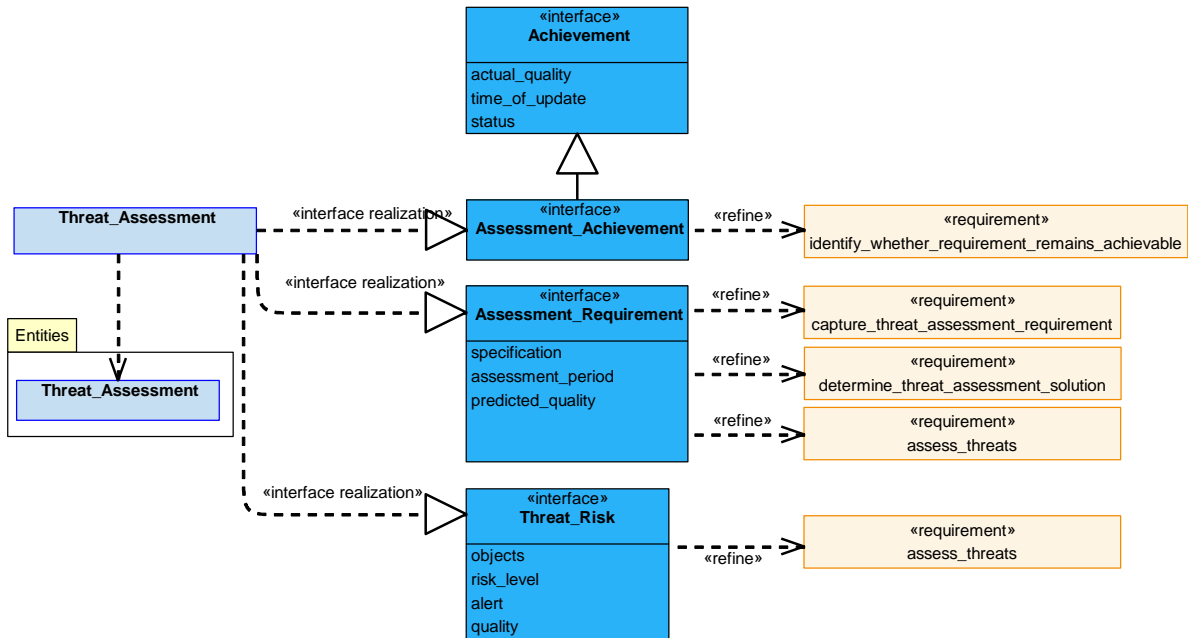 «interface»
Achievement
actual_quality
time_of_update
status
Threat_Assessment
«interface realization»
«interface»
Assessment_Achievement
«refine»
«requirement»
identify_whether_requirement_remains_achievable
«interface realization»
«interface»
Assessment_Requirement
specification
assessment_period
predicted_quality
«refine»
«requirement»
capture_threat_assessment_requirement
«refine»
«requirement»
determine_threat_assessment_solution
«refine»
«requirement»
assess_threats
Entities
Threat_Assessment
«interface realization»
«interface»
Threat_Risk
objects
risk_level
alert
quality
«refine»
«requirement»
assess_threats